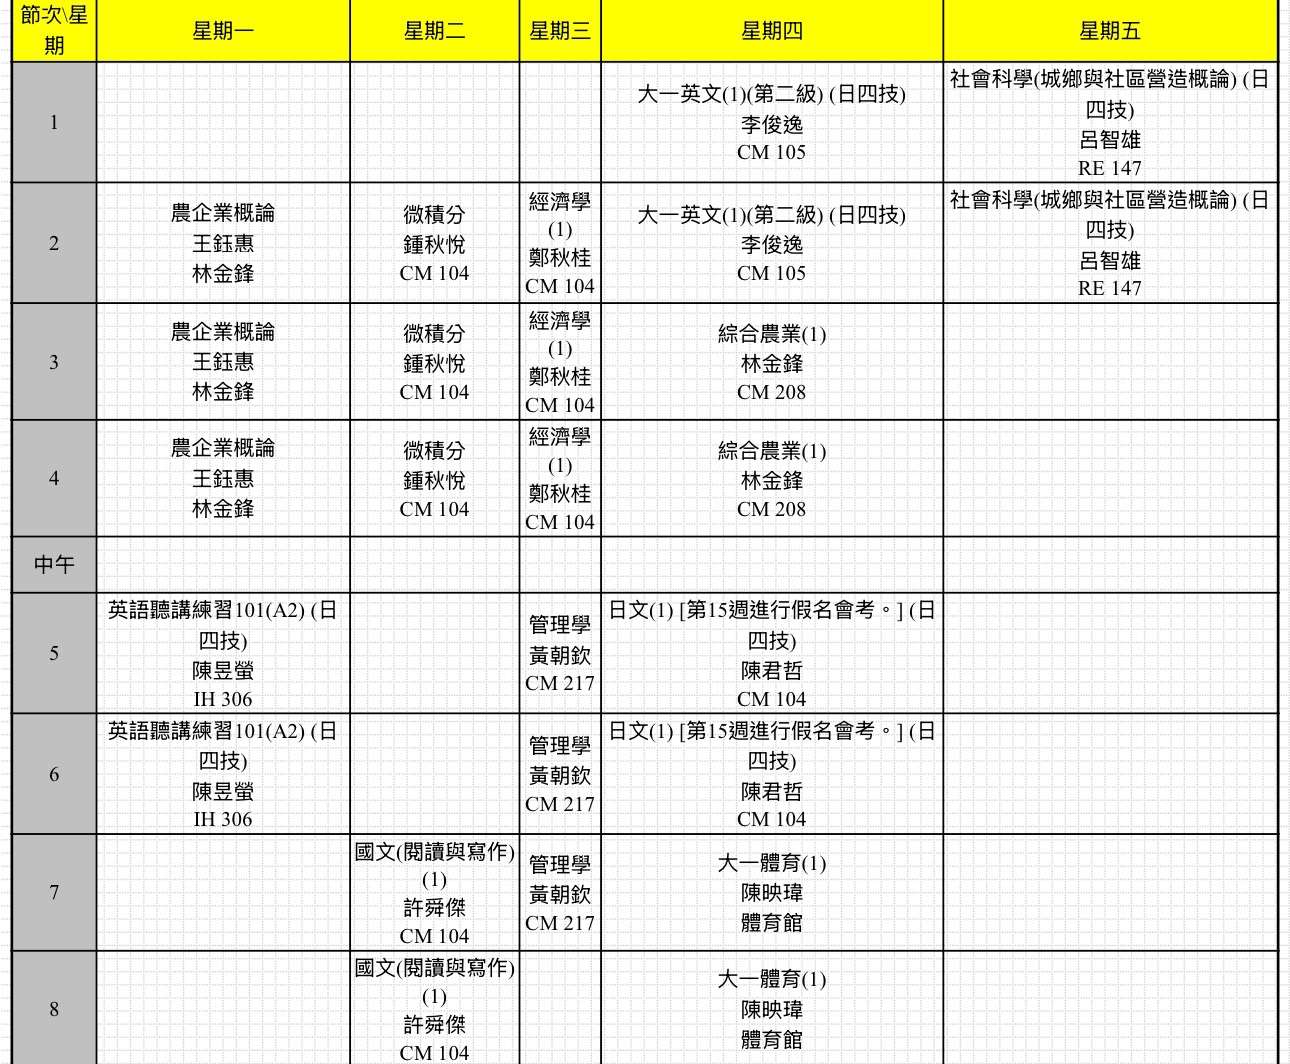 節次\星
期
星期一
星期二
星期三
星期四
星期五
1
大一英文(1)(第二級) (日四技)
李俊逸
CM 105
社會科學(城鄉與社區營造概論) (日
四技)
呂智雄
RE 147
2
農企業概論
王鈺惠
林金鋒
微積分
鍾秋悅
CM 104
經濟學
(1)
鄭秋桂
CM 104
大一英文(1)(第二級) (日四技)
李俊逸
CM 105
社會科學(城鄉與社區營造概論) (日
四技)
呂智雄
RE 147
3
農企業概論
王鈺惠
林金鋒
微積分
鍾秋悅
CM 104
經濟學
(1)
鄭秋桂
CM 104
綜合農業(1)
林金鋒
CM 208
4
農企業概論
王鈺惠
林金鋒
微積分
鍾秋悅
CM 104
經濟學
(1)
鄭秋桂
CM 104
綜合農業(1)
林金鋒
CM 208
中午
5
英語聽講練習101(A2) (日
四技)
陳昱螢
IH 306
管理學
黃朝欽
CM 217
日文(1) [第15週進行假名會考。] (日
四技)
陳君哲
CM 104
6
英語聽講練習101(A2) (日
四技)
陳昱螢
IH 306
管理學
黃朝欽
CM 217
日文(1) [第15週進行假名會考。] (日
四技)
陳君哲
CM 104
7
國文(閱讀與寫作)
(1)
許舜傑
CM 104
管理學
黃朝欽
CM 217
大一體育(1)
陳映瑋
體育館
8
國文(閱讀與寫作)
(1)
許舜傑
CM 104
大一體育(1)
陳映瑋
體育館